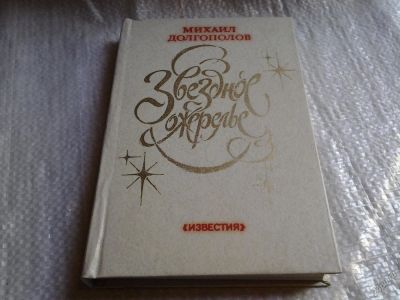 МИХАИЛ
ДОЛГОПОЛОВ
Звездное
ожерелье
«ИЗВЕСТИЯ»